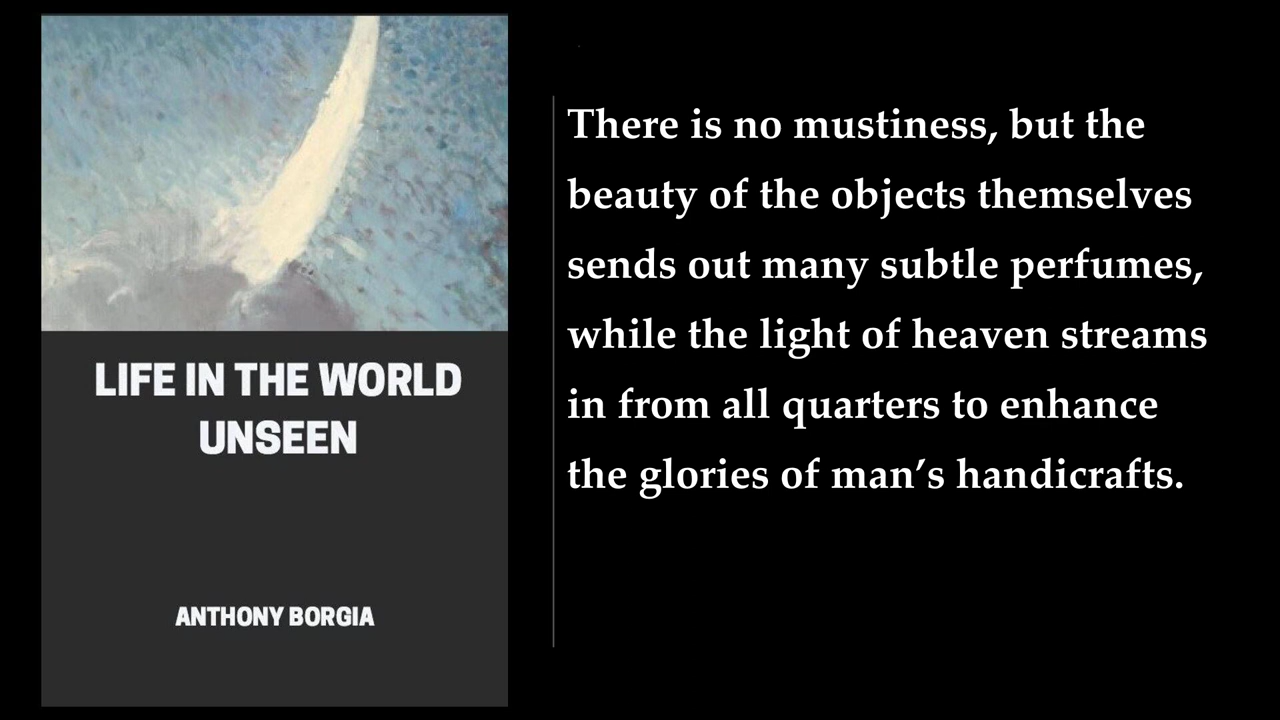 LIFE IN THE WORLD
UNSEEN
ANTHONY BORGIA
There is no mustiness, but the
beauty of the objects themselves
sends out many subtle perfumes,
while the light of heaven streams
in from all quarters to enhance
the glories of man’s handicrafts.